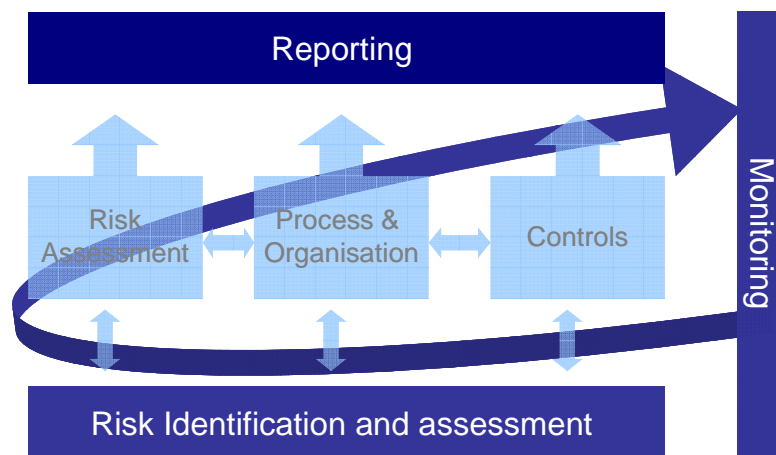 Reporting
Risk
Assessment
Process &
Organisation
Controls
Monitoring
Risk Identification and assessment